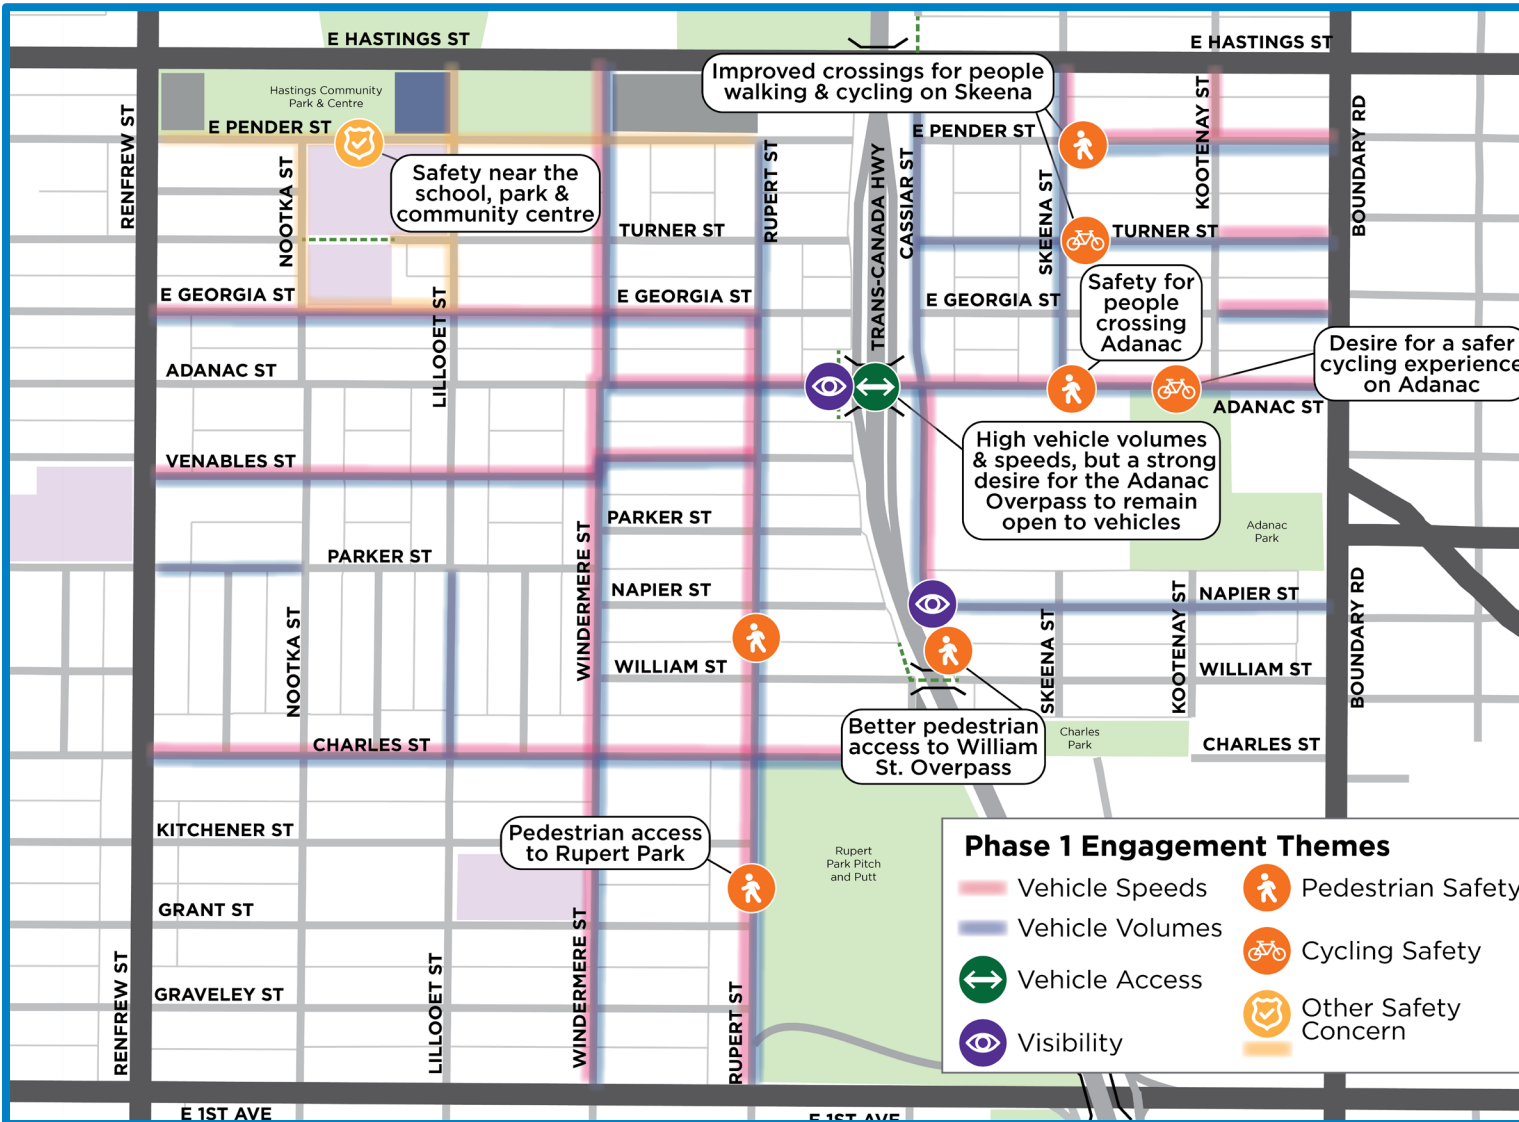 E HASTINGS ST
E HASTINGS ST
Improved crossings for people
walking & cycling on Skeena
Hastings Community
Park & Centre
E PENDER ST
E PENDER ST
RENFREW ST
NOOTKA ST
Safety near the
school, park &
community centre
RUPERT ST
TRANS-CANADA HWY
CASSIAR ST
SKEENA ST
KOOTENAY ST
BOUNDARY RD
TURNER ST
TURNER ST
E GEORGIA ST
E GEORGIA ST
E GEORGIA ST
LILLOOET ST
Safety for
people
crossing
Adanac
Desire for a safer
cycling experience
on Adanac
ADANAC ST
ADANAC ST
High vehicle volumes
& speeds, but a strong
desire for the Adanac
Overpass to remain
open to vehicles
VENABLES ST
PARKER ST
PARKER ST
Adanac
Park
WINDERMERE ST
NAPIER ST
NAPIER ST
NOOTKA ST
SKEENA ST
KOOTENAY ST
BOUNDARY RD
WILLIAM ST
WILLIAM ST
Better pedestrian
access to William
St. Overpass
Charles
Park
CHARLES ST
CHARLES ST
KITCHENER ST
Pedestrian access
to Rupert Park
Rupert
Park Pitch
and Putt
GRANT ST
GRAVELEY ST
RENFREW ST
LILLOOET ST
WINDERMERE ST
RUPERT ST
E 1ST AVE
E 1ST AVE
Phase 1 Engagement Themes
Vehicle Speeds
Vehicle Volumes
Vehicle Access
Visibility
Pedestrian Safety
Cycling Safety
Other Safety
Concern